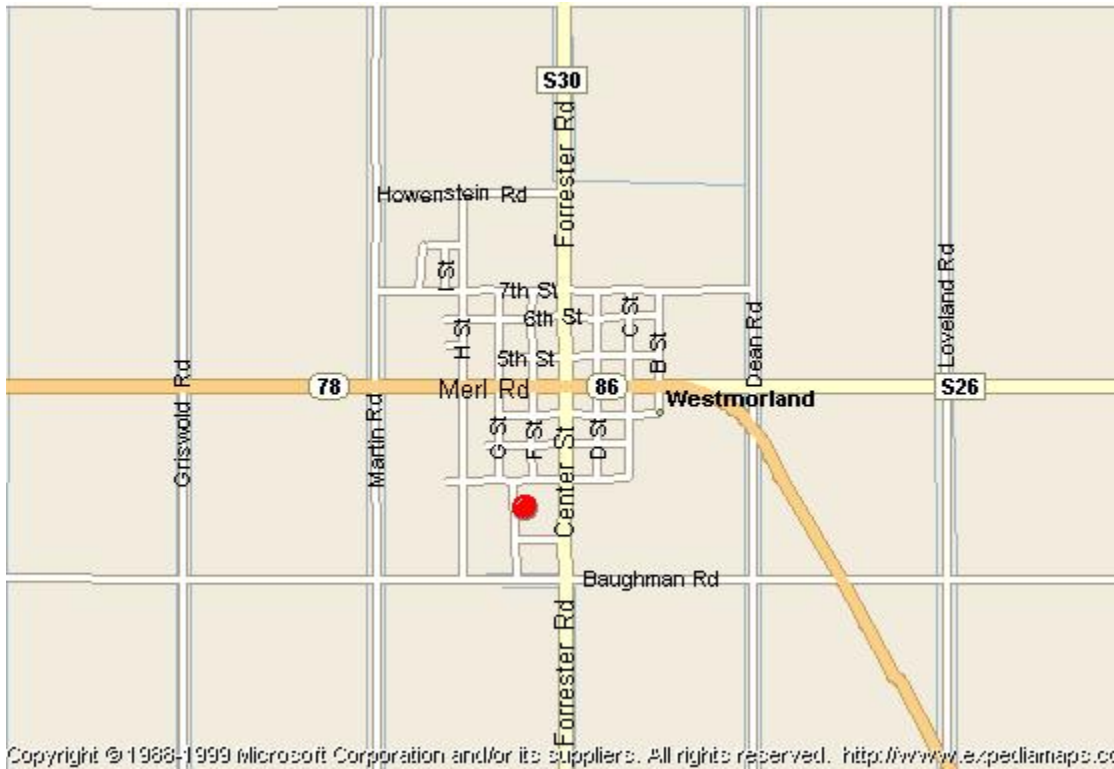 S30
Forrester Rd
Howenstein Rd
I St
7th St
C St
6th St
H St
B St
5th St
Dean Rd
Loveland Rd
Griswold Rd
78
Merl Rd
86
Westmorland
S26
Martin Rd
G St
F St
Center St
D St
Baughman Rd
Forrester Rd
Copyright © 1988-1999 Microsoft Corporation and/or its suppliers. All rights reserved. http://www.expediamaps.co